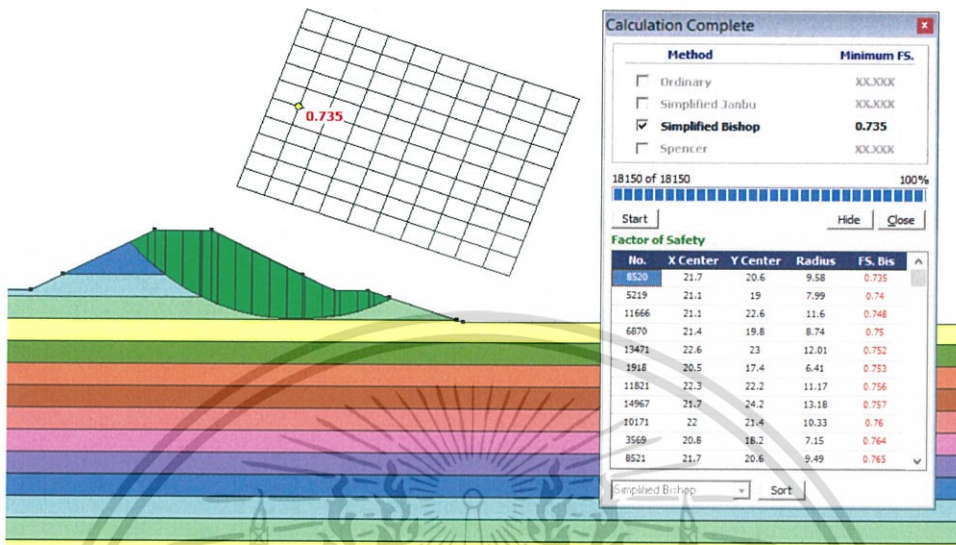 0.735
Calculation Complete
x
Method Minimum FS.
Ordinary XX.XXX
Simplified Janbu XX.XXX
Simplified Bishop 0.735
Spencer XX.XXX
18150 of 18150 100%
Start Hide Close
Factor of Safety
No. X Center Y Center Radius FS. Bis
8520 21.7 20.6 9.58 0.735
5219 21.1 19 7.99 0.74
11666 21.1 22.6 11.6 0.748
6870 21.4 19.8 8.74 0.75
13471 22.6 23 12.01 0.752
1918 20.5 17.4 6.41 0.753
11821 22.3 22.2 11.17 0.756
14967 21.7 24.2 13.18 0.757
10171 22 21.4 10.33 0.76
3569 20.8 18.2 7.15 0.764
8521 21.7 20.6 9.49 0.765
Simplified Bishop Sort